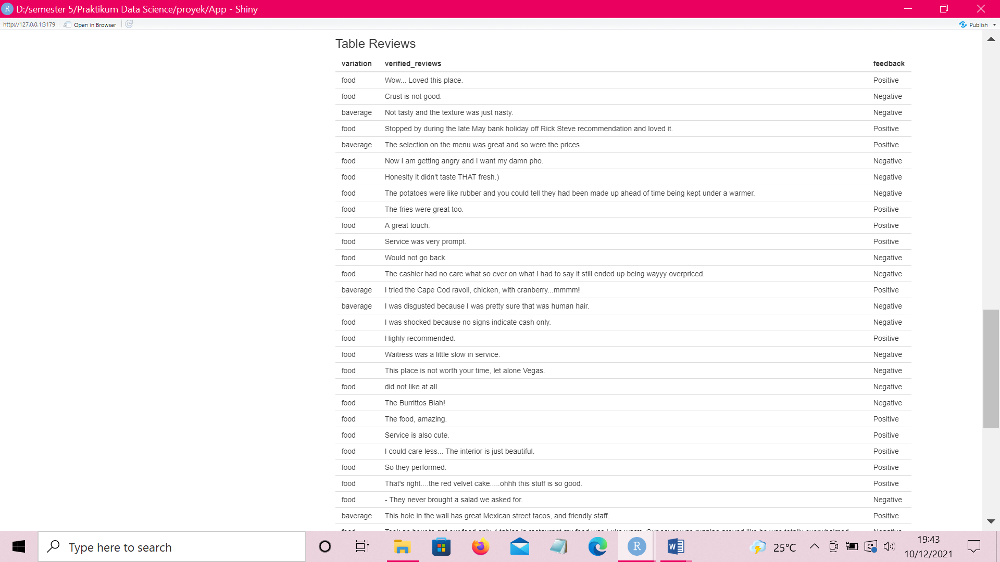 R D:/semester 5/Praktikum Data Science/proyek/App - Shiny
http://127.0.0.1:3179 Open in Browser Publish
Table Reviews
variation verified_reviews feedback
food Wow... Loved this place. Positive
food Crust is not good. Negative
baverage Not tasty and the texture was just nasty. Negative
food Stopped by during the late May bank holiday off Rick Steve recommendation and loved it. Positive
baverage The selection on the menu was great and so were the prices. Positive
food Now I am getting angry and I want my damn pho. Negative
food Honeslty it didn't taste THAT fresh.) Negative
food The potatoes were like rubber and you could tell they had been made up ahead of time being kept under a warmer. Negative
food The fries were great too. Positive
food A great touch. Positive
food Service was very prompt. Positive
food Would not go back. Negative
food The cashier had no care what so ever on what I had to say it still ended up being wayyy overpriced. Negative
baverage I tried the Cape Cod ravoli, chicken, with cranberry...mmmm! Positive
baverage I was disgusted because I was pretty sure that was human hair. Negative
food I was shocked because no signs indicate cash only. Negative
food Highly recommended. Positive
food Waitress was a little slow in service. Negative
food This place is not worth your time, let alone Vegas. Negative
food did not like at all. Negative
food The Burrittos Blah! Negative
food The food, amazing. Positive
food Service is also cute. Positive
food I could care less... The interior is just beautiful. Positive
food So they performed. Positive
food That's right....the red velvet cake.....ohhh this stuff is so good. Positive
food - They never brought a salad we asked for. Negative
baverage This hole in the wall has great Mexican street tacos, and friendly staff. Positive
Type here to search R W 25°C 19:43
10/12/2021